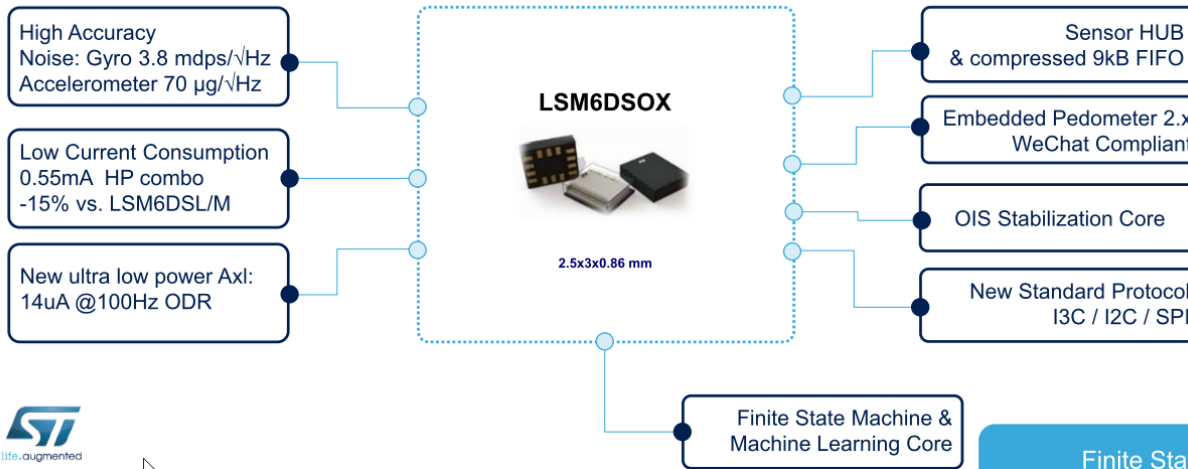 High Accuracy
Noise: Gyro 3.8 mdps/√Hz
Accelerometer 70 µg/√Hz
Low Current Consumption
0.55mA HP combo
-15% vs. LSM6DSL/M
New ultra low power Axl:
14uA @100Hz ODR
LSM6DSOX
2.5x3x0.86 mm
Sensor HUB
& compressed 9kB FIFO
Embedded Pedometer 2.x
WeChat Compliant
OIS Stabilization Core
New Standard Protocol
I3C / I2C / SPI
Finite State Machine &
Machine Learning Core
ST
life.augmented
Finite Sta